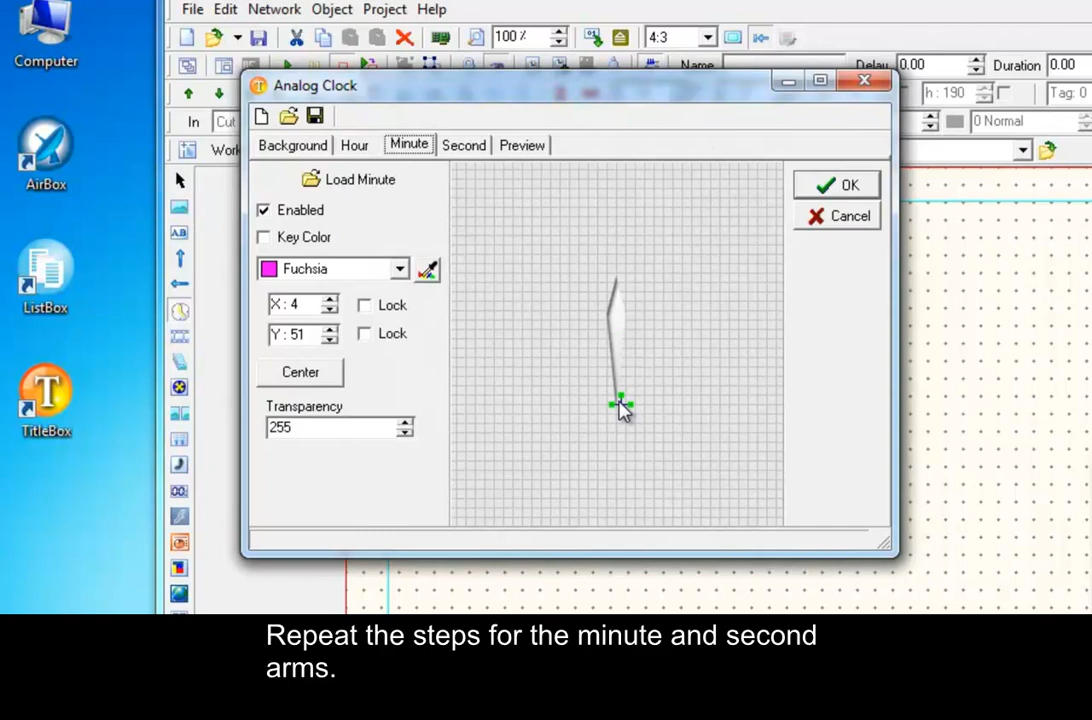 File Edit Network Object Project Help
Computer
100 % 4:3
Name Delay 0.00 Duration 0.00
Analog Clock
h : 190 Tag: 0
In Cut 0 Normal
Background Hour Minute Second Preview
Work
Load Minute
AirBox
Enabled
OK
Key Color
Cancel
Fuchsia
X : 4 Lock
ListBox
Y : 51 Lock
Center
Transparency
255
TitleBox
Repeat the steps for the minute and second
arms.